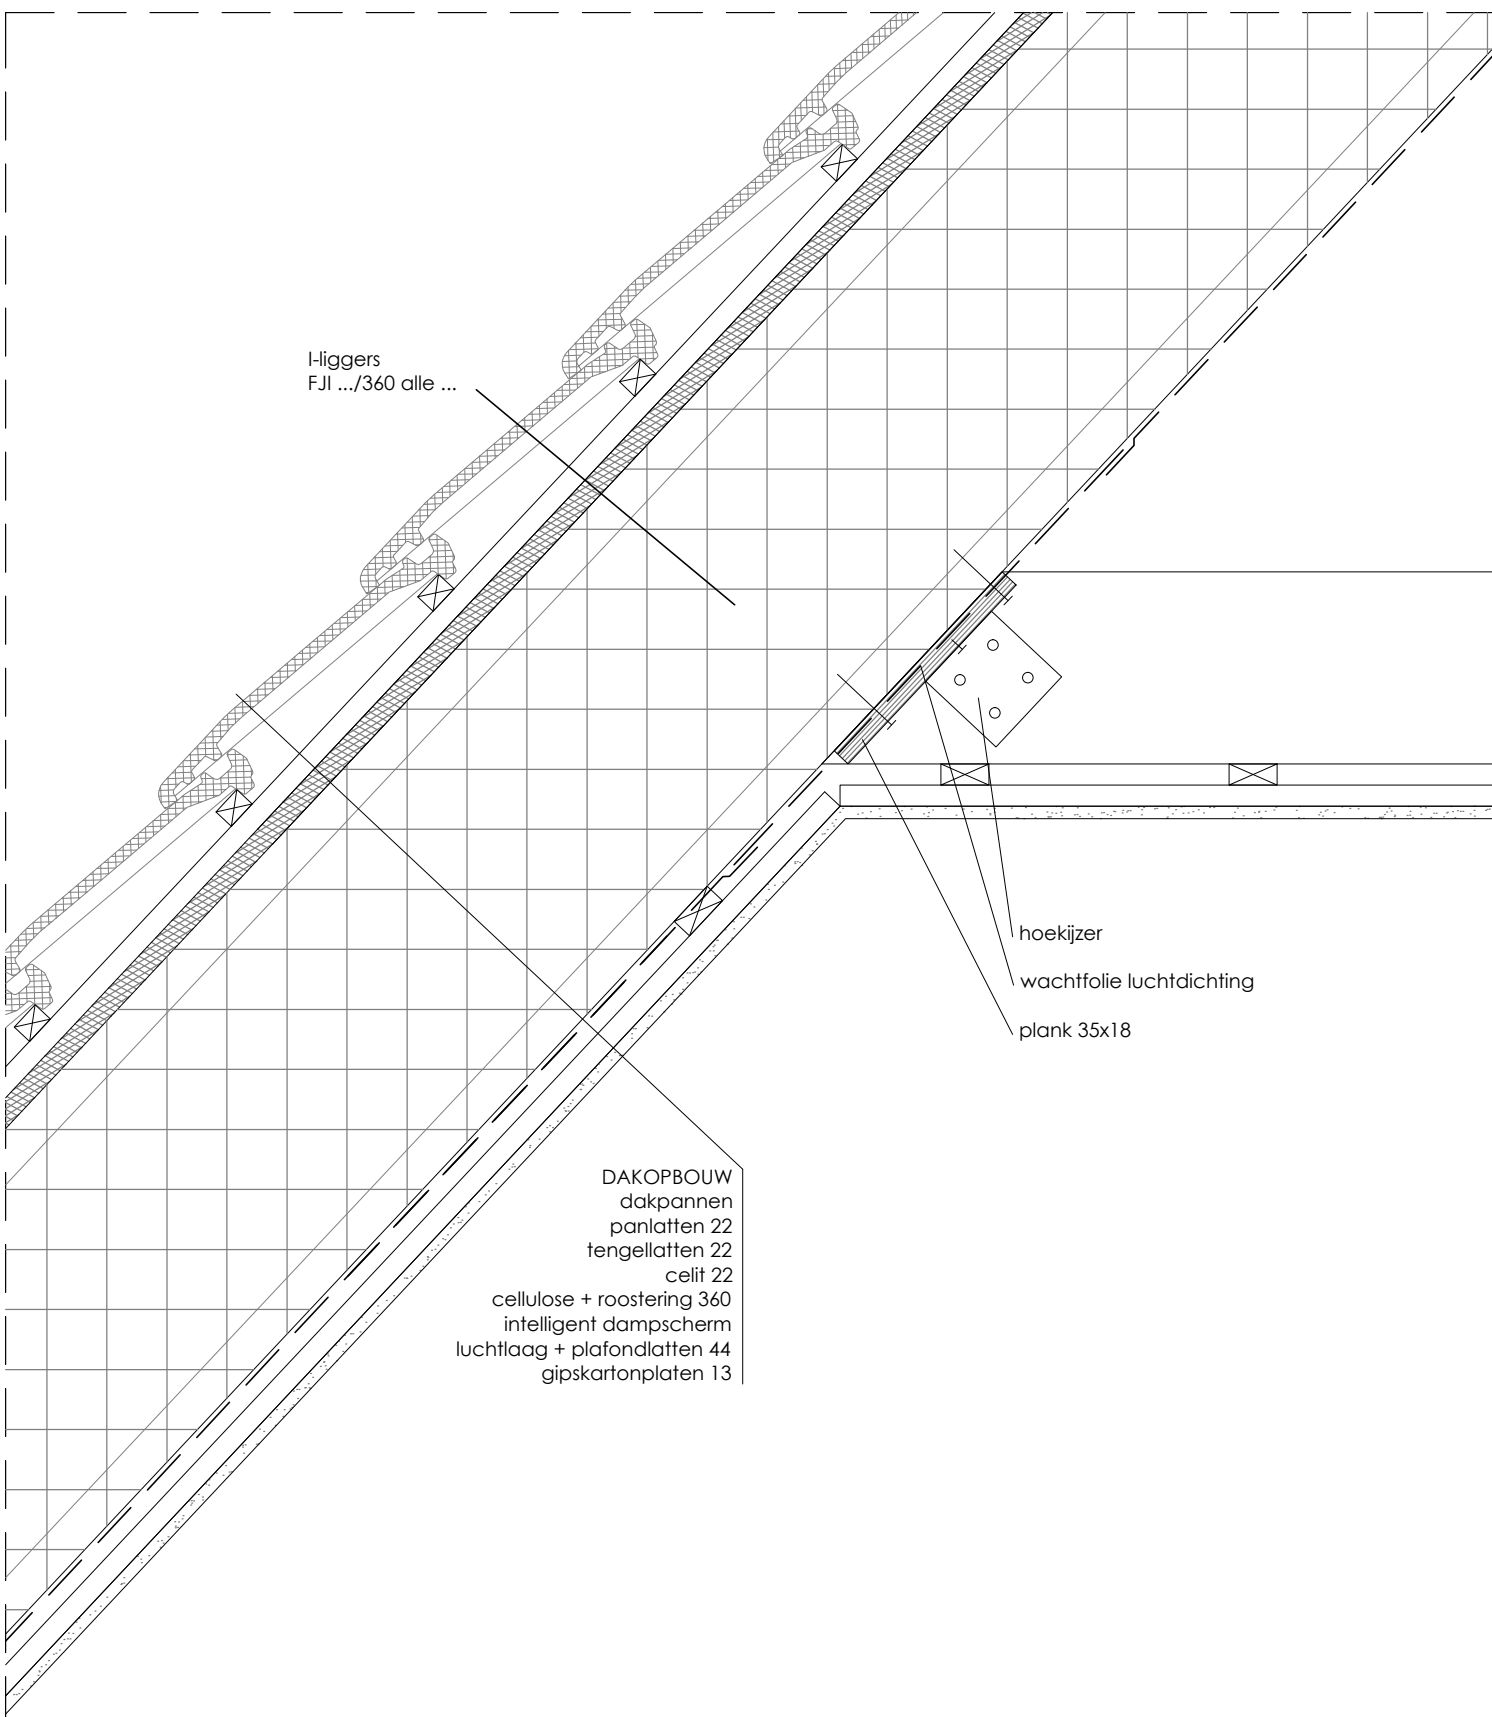 I-liggers
FJI .../360 alle ...
hoekijzer
wachtfolie luchtdichting
plank 35x18
DAKOPBOUW
dakpannen
panlatten 22
tengellatten 22
celit 22
cellulose + roostering 360
intelligent dampscherm
luchtlaag + plafondlatten 44
gipskartonplaten 13